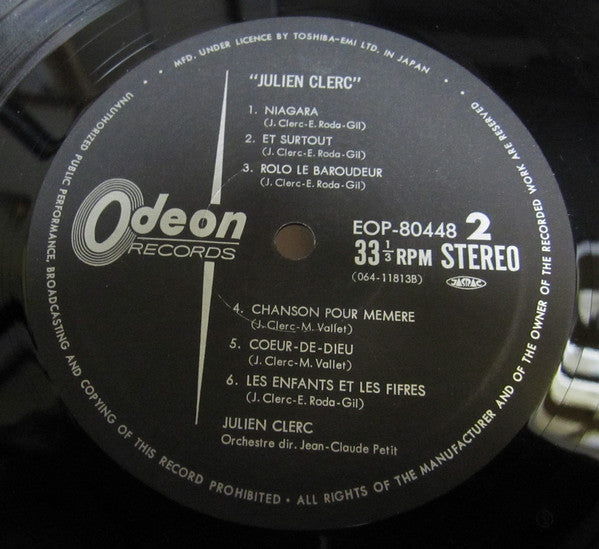 MFD. UNDER LICENCE BY TOSHIBA-EMI LTD. IN JAPAN
"JULIEN CLERC"
1. NIAGARA
(J. Clerc-E. Roda-Gil)
2. ET SURTOUT
(J. Clerc-E. Roda-Gil)
3. ROLO LE BAROUDEUR
(J. Clerc-E. Roda-Gil)
Odeon
RECORDS
EOP-80448 2
33 1/3 RPM STEREO
(064-11813B)
JASRAC
4. CHANSON POUR MEMERE
(J. Clerc-M. Vallet)
5. COEUR-DE-DIEU
(J. Clerc-M. Vallet)
6. LES ENFANTS ET LES FIFRES
(J. Clerc-E. Roda-Gil)
JULIEN CLERC
Orchestre dir. Jean-Claude Petit
UNAUTHORIZED PUBLIC PERFORMANCE, BROADCASTING AND COPYING OF THIS RECORD PROHIBITED • ALL RIGHTS OF THE MANUFACTURER AND OF THE OWNER OF THE RECORDED WORK ARE RESERVED